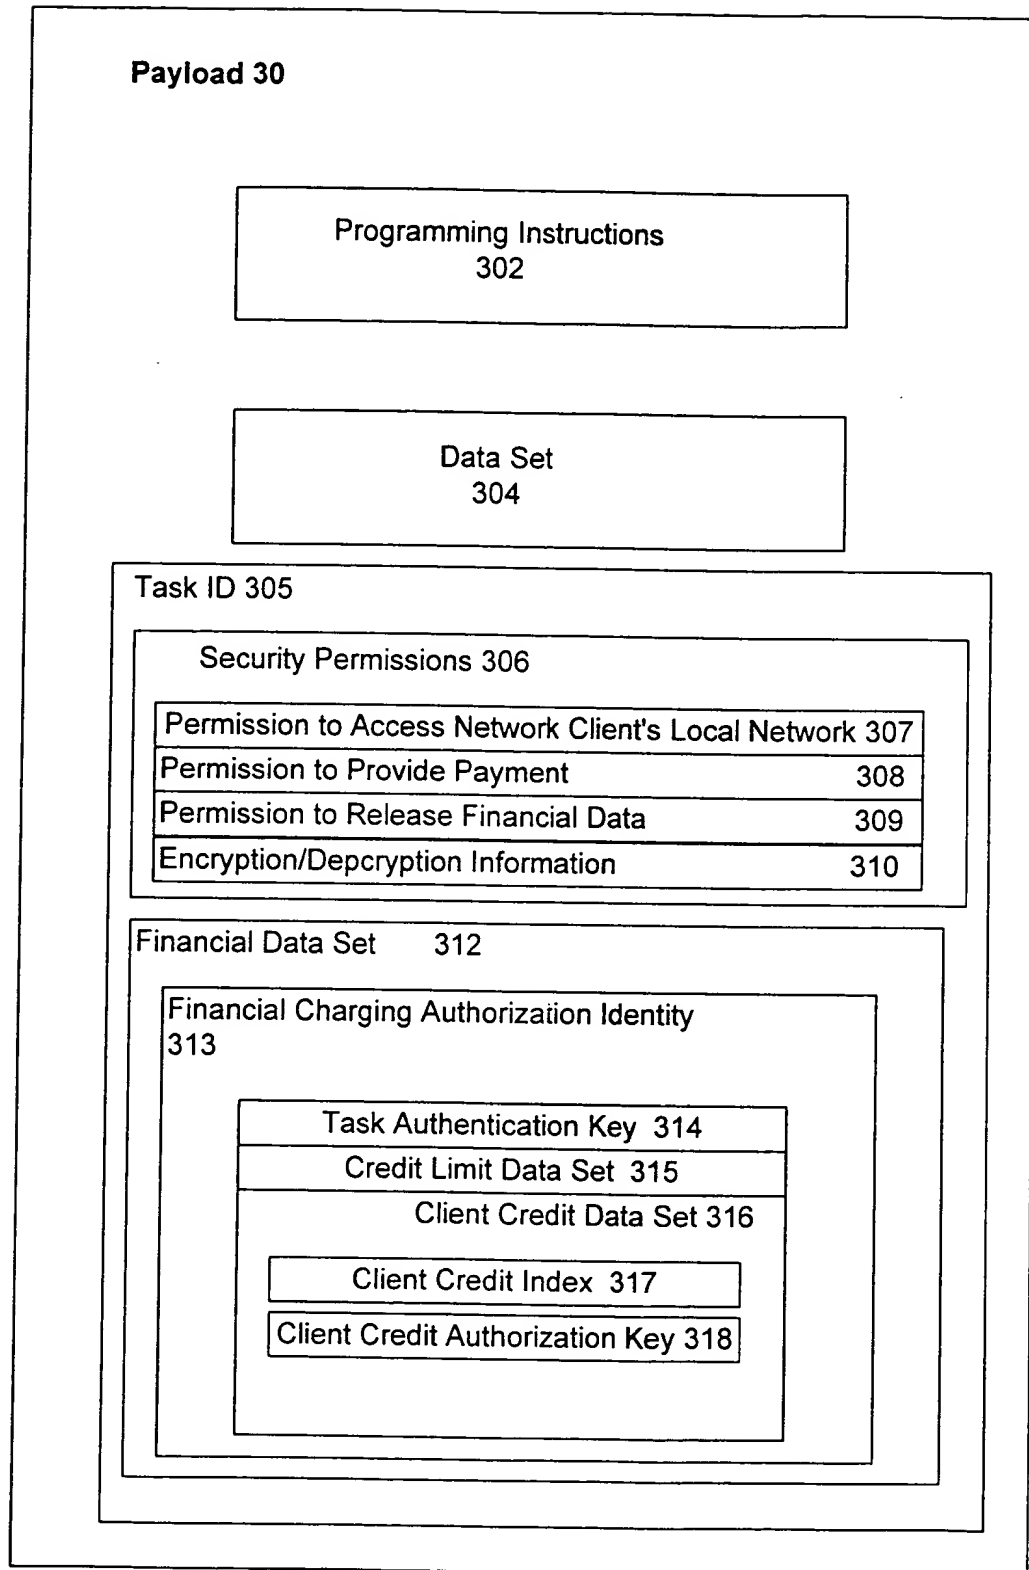 Payload 30
Programming Instructions
302
Data Set
304
Task ID 305
Security Permissions 306
Permission to Access Network Client's Local Network 307
Permission to Provide Payment 308
Permission to Release Financial Data 309
Encryption/Depcryption Information 310
Financial Data Set 312
Financial Charging Authorization Identity
313
Task Authentication Key 314
Credit Limit Data Set 315
Client Credit Data Set 316
Client Credit Index 317
Client Credit Authorization Key 318